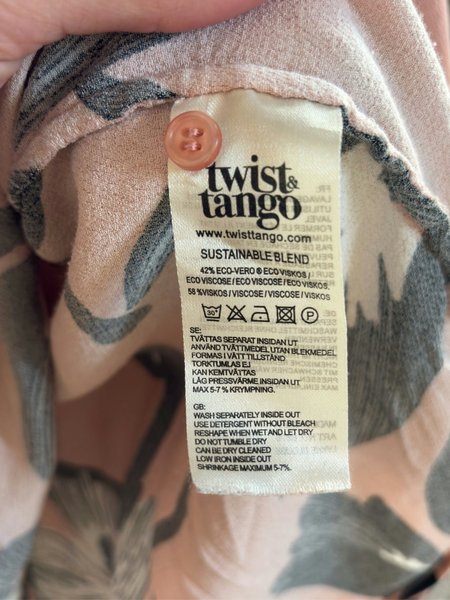 twist &
tango
www.twisttango.com
SUSTAINABLE BLEND
42% ECO-VERO ® ECO VISKOS /
ECO VISCOSE/ ECO VISCOSE/ ECO VISKOS,
58 %VISKOS / VISCOSE / VISCOSE / VISKOS
P
SE:
TVÄTTAS SEPARAT INSIDAN UT
ANVÄND TVÄTTMEDEL UTAN BLEKMEDEL
FORMAS I VÅTT TILLSTÅND
TORKTUMLAS EJ
KAN KEMTVÄTTAS
LÅG PRESSVÄRME INSIDAN UT
MAX 5-7 % KRYMPNING.
GB:
WASH SEPARATELY INSIDE OUT
USE DETERGENT WITHOUT BLEACH
RESHAPE WHEN WET AND LET DRY
DO NOT TUMBLE DRY
CAN BE DRY CLEANED
LOW IRON INSIDE OUT
SHRINKAGE MAXIMUM 5-7%.